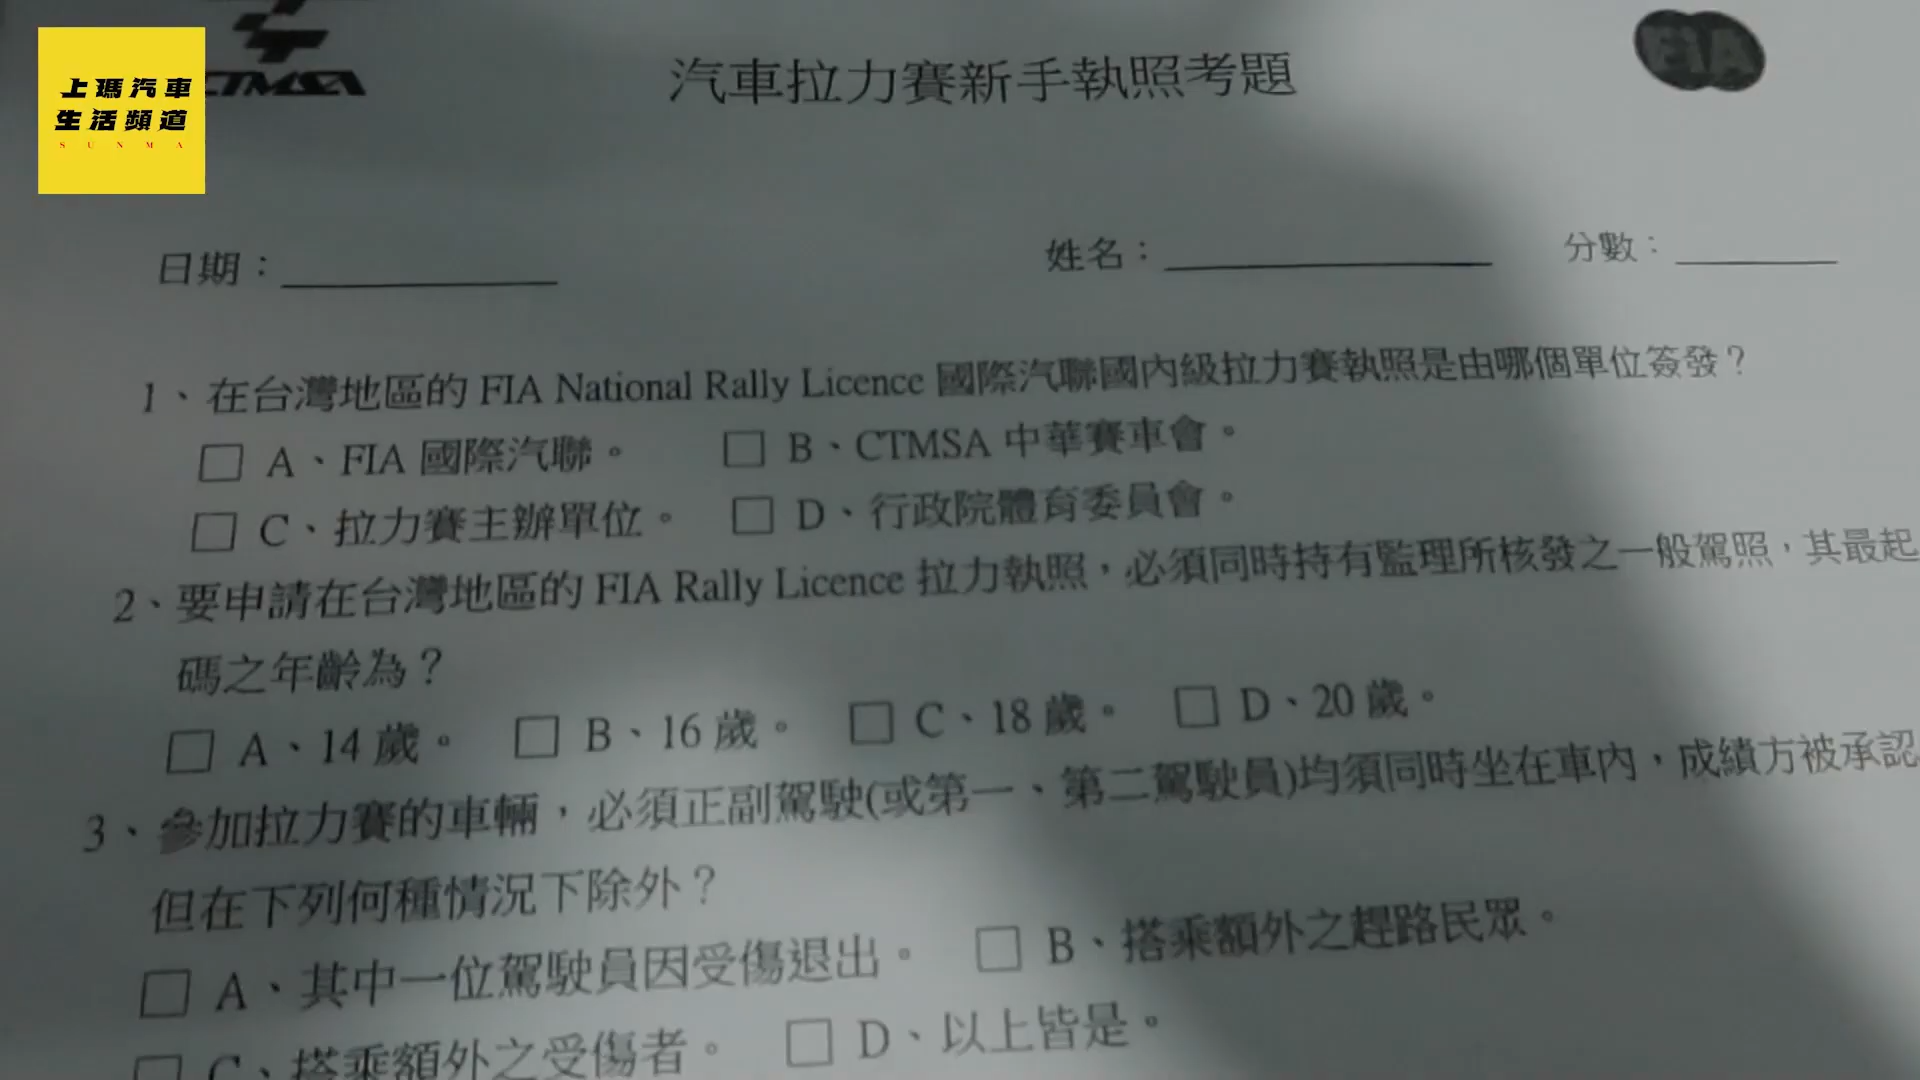 上瑪汽車
生活頻道
SUNMA
CTMSA
汽車拉力賽新手執照考題
FIA
日期：
姓名：
分數：
1、在台灣地區的 FIA National Rally Licence 國際汽聯國內級拉力賽執照是由哪個單位簽發？
□ A、FIA 國際汽聯。 □ B、CTMSA 中華賽車會。
□ C、拉力賽主辦單位。 □ D、行政院體育委員會。
2、要申請在台灣地區的 FIA Rally Licence 拉力執照，必須同時持有監理所核發之一般駕照，其最起
碼之年齡為？
□ A、14 歲。 □ B、16 歲。 □ C、18 歲。 □ D、20 歲。
3、參加拉力賽的車輛，必須正副駕駛(或第一、第二駕駛員)均須同時坐在車內，成績方被承認
但在下列何種情況下除外？
□ A、其中一位駕駛員因受傷退出。 □ B、搭乘額外之趕路民眾。
□ C、搭乘額外之受傷者。 □ D、以上皆是。